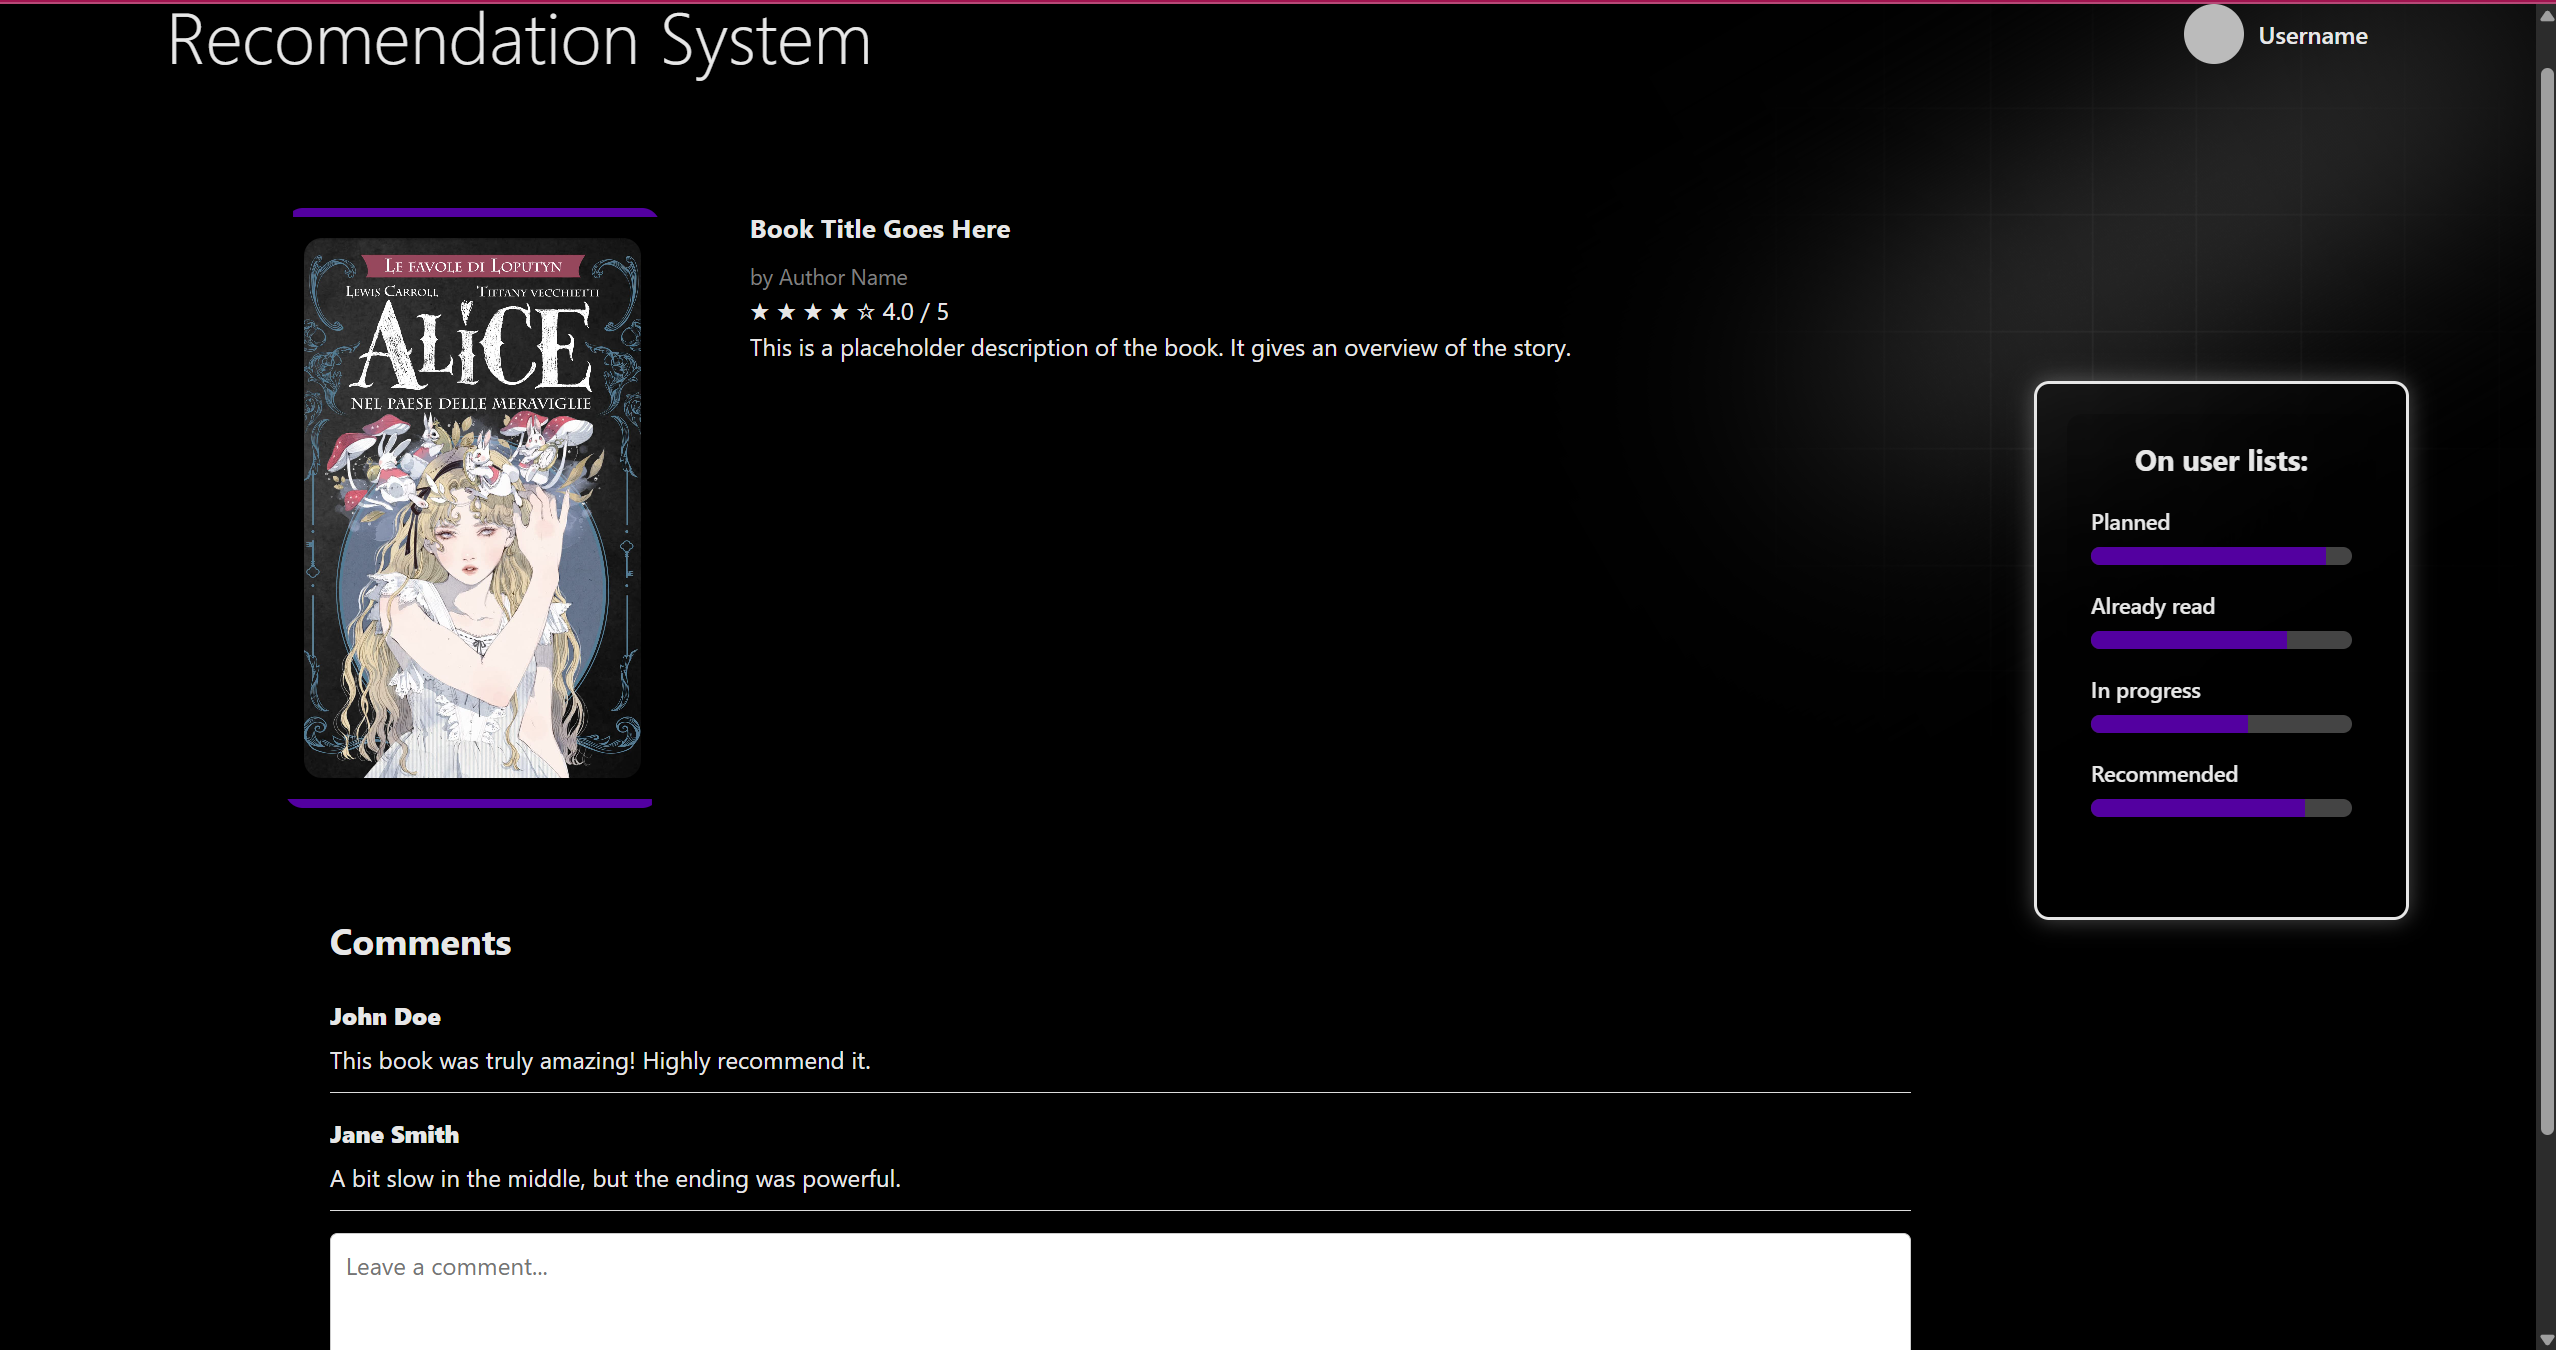 Recomendation System
Username
LE FAVOLE DI LOPUTYN
LEWIS CARROLL TIFFANY VECCHIETTI
ALiCE
NEL PAESE DELLE MERAVIGLIE
Book Title Goes Here
by Author Name
★ ★ ★ ★ ☆ 4.0 / 5
This is a placeholder description of the book. It gives an overview of the story.
On user lists:
Planned
Already read
In progress
Recommended
Comments
John Doe
This book was truly amazing! Highly recommend it.
Jane Smith
A bit slow in the middle, but the ending was powerful.
Leave a comment...